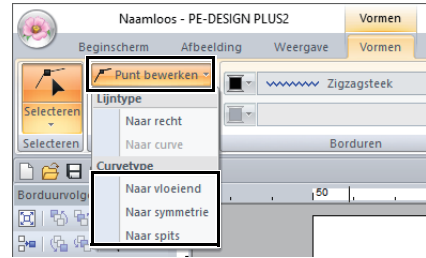 Naamloos - PE-DESIGN PLUS2
Vormen
Beginscherm Afbeelding Weergave Vormen
Punt bewerken
Zigzagsteek
Selecteren
Lijntype
Naar recht
Naar curve
Selecteren
Borduren
Curvetype
Naar vloeiend
Naar symmetrie
Naar spits
Borduurvolg
50